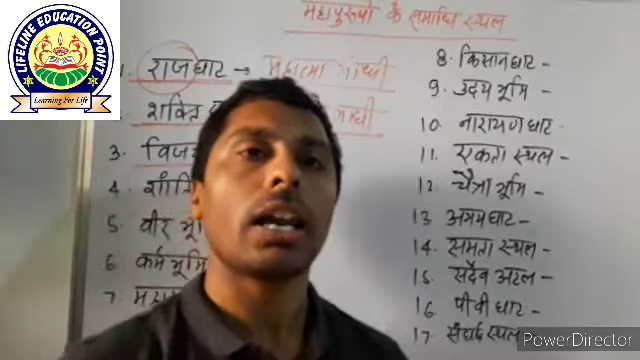 महापुरुषों के समाधि स्थल
LIFELINE EDUCATION POINT
Learning For Life
1. राजघाट → महात्मा गांधी
शक्ति
3. विजय
4. शांति
5. वीर भू
6. कर्म भूमि
7
8. किसान घाट -
9. उदय भूमि -
10. नारायण घाट -
11. एकता स्थल -
12. चैत्रा भूमि -
13 अभय घाट -
14. समता स्थल -
15. सदैव अटल -
16. पी वी घाट -
17. संघर्ष स्थल
PowerDirector